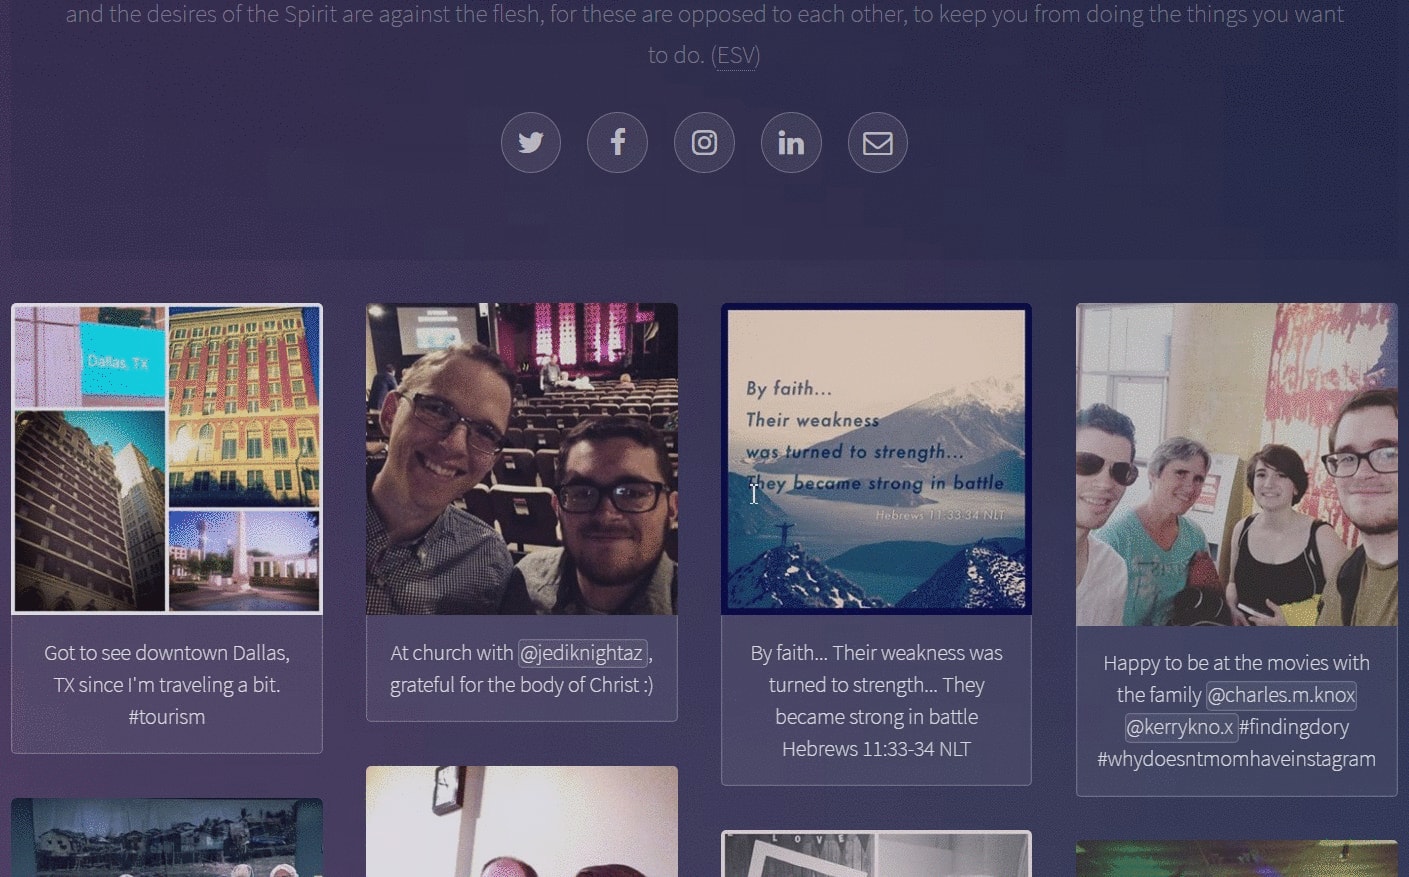 and the desires of the Spirit are against the flesh, for these are opposed to each other, to keep you from doing the things you want
to do. (ESV)
Dallas, TX
By faith...
Their weakness
was turned to strength...
They became strong in battle
Hebrews 11:33-34 NLT
Got to see downtown Dallas,
TX since I'm traveling a bit.
#tourism
At church with @jediknightaz,
grateful for the body of Christ :)
By faith... Their weakness was
turned to strength... They
became strong in battle
Hebrews 11:33-34 NLT
Happy to be at the movies with
the family @charles.m.knox
@kerrykno.x #findingdory
#whydoesntmomhaveinstagram
LOVE